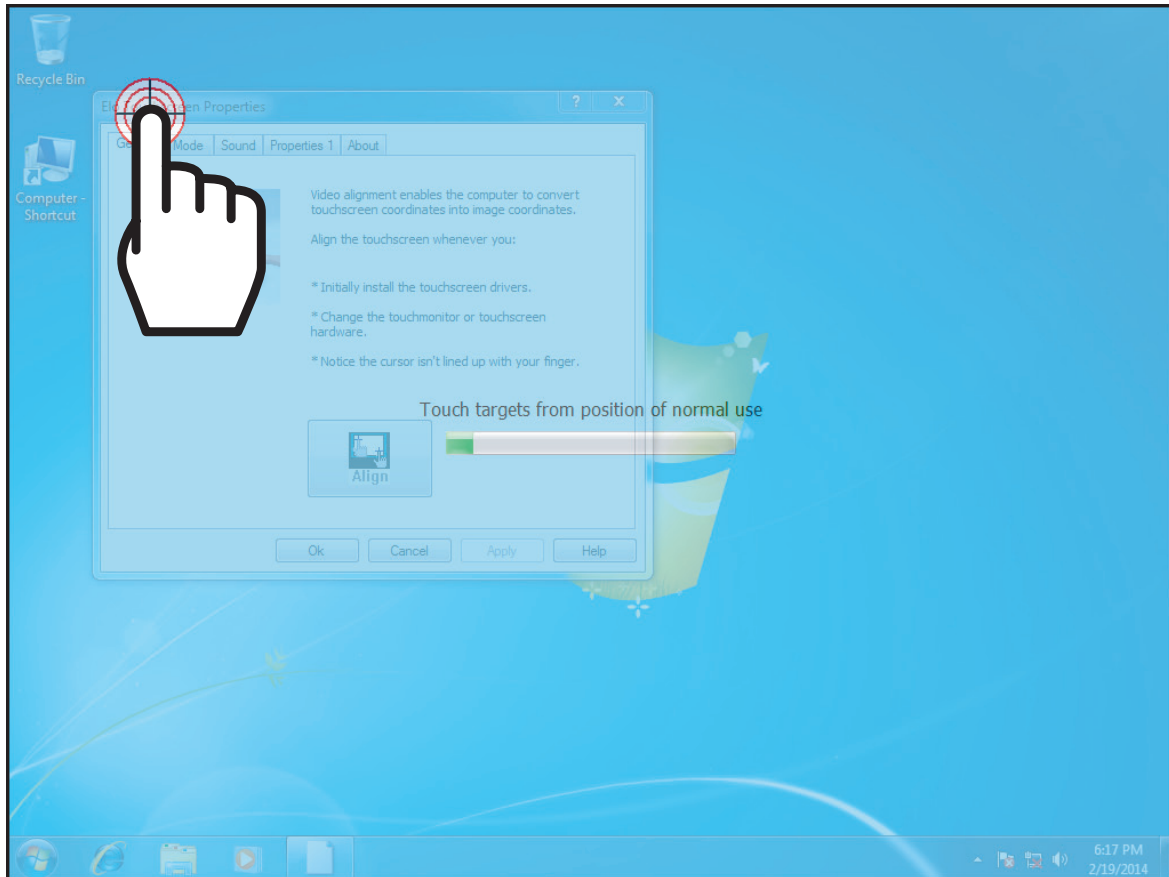 Recycle Bin
Computer -
Shortcut
een Properties
? X
Mode Sound Properties 1 About
Video alignment enables the computer to convert
touchscreen coordinates into image coordinates.
Align the touchscreen whenever you:
* Initially install the touchscreen drivers.
* Change the touchmonitor or touchscreen
hardware.
* Notice the cursor isn't lined up with your finger.
Touch targets from position of normal use
Align
Ok Cancel Apply Help
6:17 PM
2/19/2014